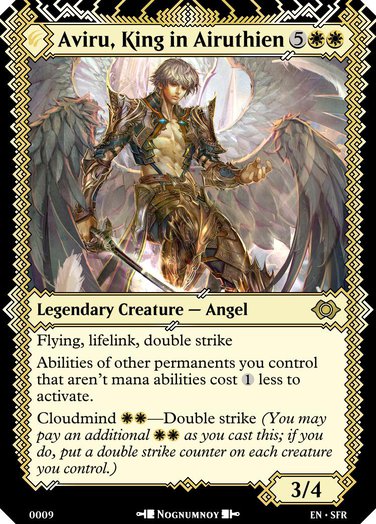 Aviru, King in Airuthien 5
Legendary Creature — Angel
Flying, lifelink, double strike
Abilities of other permanents you control
that aren't mana abilities cost 1 less to
activate.
Cloudmind —Double strike (You may
pay an additional as you cast this; if
you do, put a double strike counter on each creature
you control.)
3/4
0009
Nognumnoy
EN • SFR